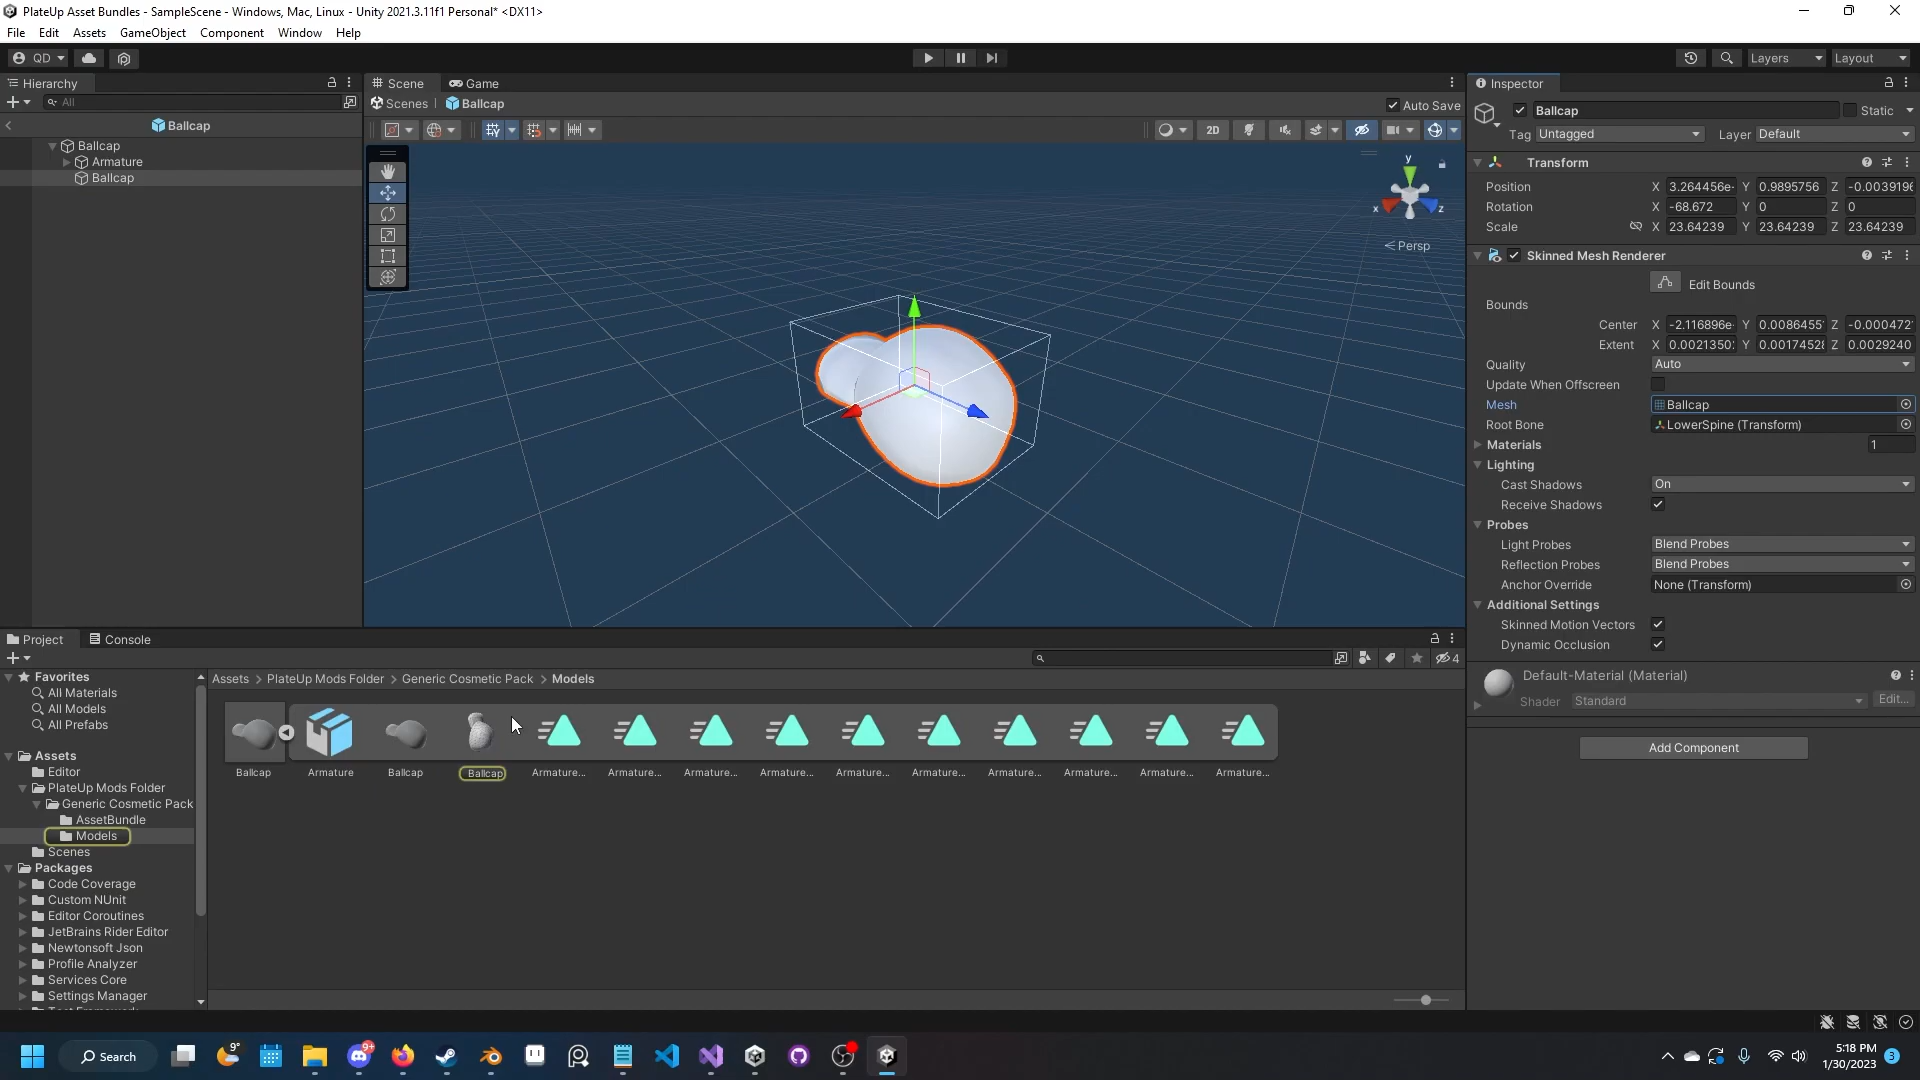 PlateUp Asset Bundles - SampleScene - Windows, Mac, Linux - Unity 2021.3.11f1 Personal* <DX11>
File Edit Assets GameObject Component Window Help
QD Layers Layout
Hierarchy
All
Ballcap
Ballcap
Armature
Ballcap
Scene Game
Scenes Ballcap Auto Save
2D
y
x z
Persp
Inspector
Ballcap Static
Tag Untagged Layer Default
Transform
Position X 3.264456e- Y 0.9895756 Z -0.0039196
Rotation X -68.672 Y 0 Z 0
Scale X 23.64239 Y 23.64239 Z 23.64239
Skinned Mesh Renderer
Edit Bounds
Bounds
Center X -2.116896e Y 0.0086455 Z -0.000472
Extent X 0.0021350 Y 0.0017452 Z 0.0029240
Quality Auto
Update When Offscreen
Mesh Ballcap
Root Bone LowerSpine (Transform)
Materials 1
Lighting
Cast Shadows On
Receive Shadows
Probes
Light Probes Blend Probes
Reflection Probes Blend Probes
Anchor Override None (Transform)
Additional Settings
Skinned Motion Vectors
Dynamic Occlusion
Default-Material (Material)
Shader Standard Edit...
Add Component
Project Console
4
Favorites
All Materials
All Models
All Prefabs
Assets
Editor
PlateUp Mods Folder
Generic Cosmetic Pack
AssetBundle
Models
Scenes
Packages
Code Coverage
Custom NUnit
Editor Coroutines
JetBrains Rider Editor
Newtonsoft Json
Profile Analyzer
Services Core
Settings Manager
Assets > PlateUp Mods Folder > Generic Cosmetic Pack > Models
Ballcap Armature Ballcap Ballcap Armature... Armature... Armature... Armature... Armature... Armature... Armature... Armature... Armature... Armature...
Search
9°
9+
5:18 PM
1/30/2023
3